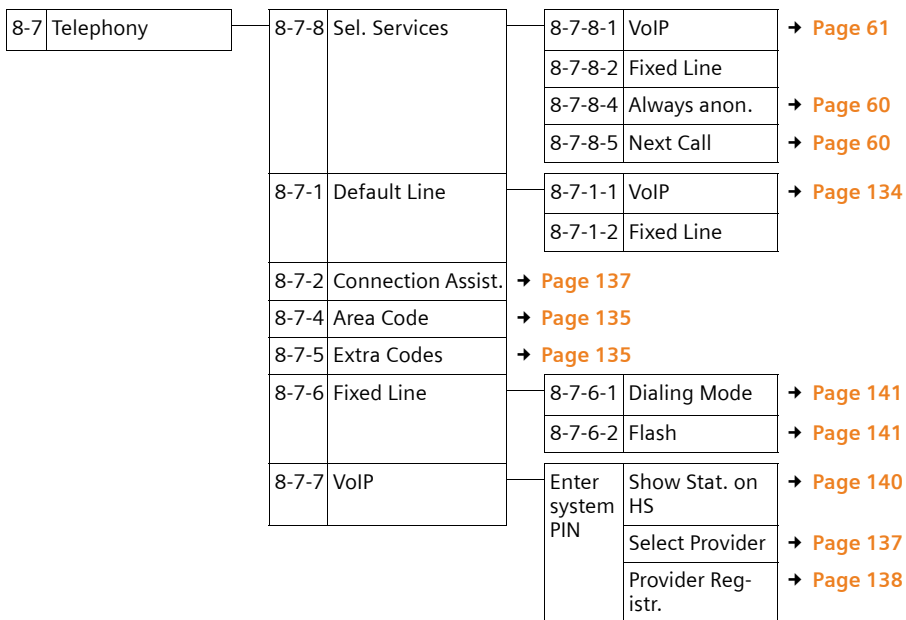 8-7 Telephony 8-7-8 Sel. Services 8-7-8-1 VoIP ➔ Page 61
8-7-8-2 Fixed Line
8-7-8-4 Always anon. ➔ Page 60
8-7-8-5 Next Call ➔ Page 60
8-7-1 Default Line 8-7-1-1 VoIP ➔ Page 134
8-7-1-2 Fixed Line
8-7-2 Connection Assist. ➔ Page 137
8-7-4 Area Code ➔ Page 135
8-7-5 Extra Codes ➔ Page 135
8-7-6 Fixed Line 8-7-6-1 Dialing Mode ➔ Page 141
8-7-6-2 Flash ➔ Page 141
8-7-7 VoIP Enter system PIN Show Stat. on ➔ Page 140
HS
Select Provider ➔ Page 137
Provider Reg- ➔ Page 138
istr.